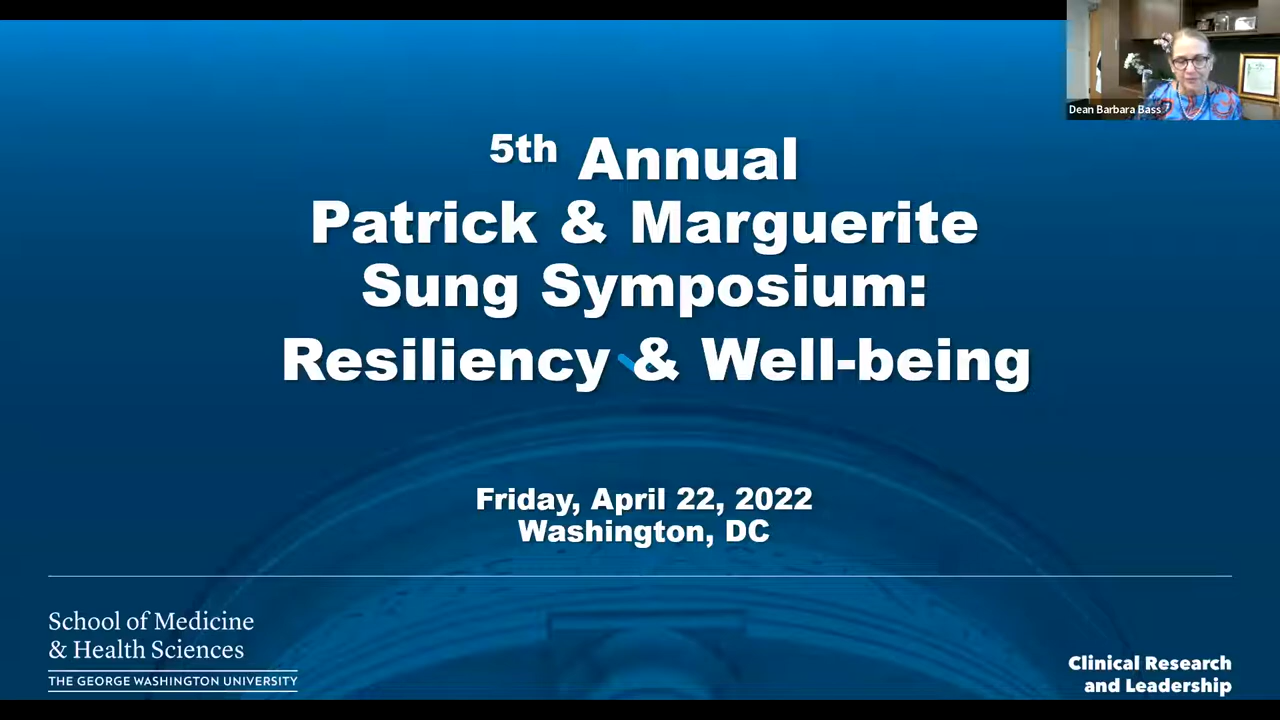 Dean Barbara Bass
5th Annual
Patrick & Marguerite
Sung Symposium:
Resiliency & Well-being
Friday, April 22, 2022
Washington, DC
School of Medicine
& Health Sciences
THE GEORGE WASHINGTON UNIVERSITY
Clinical Research
and Leadership